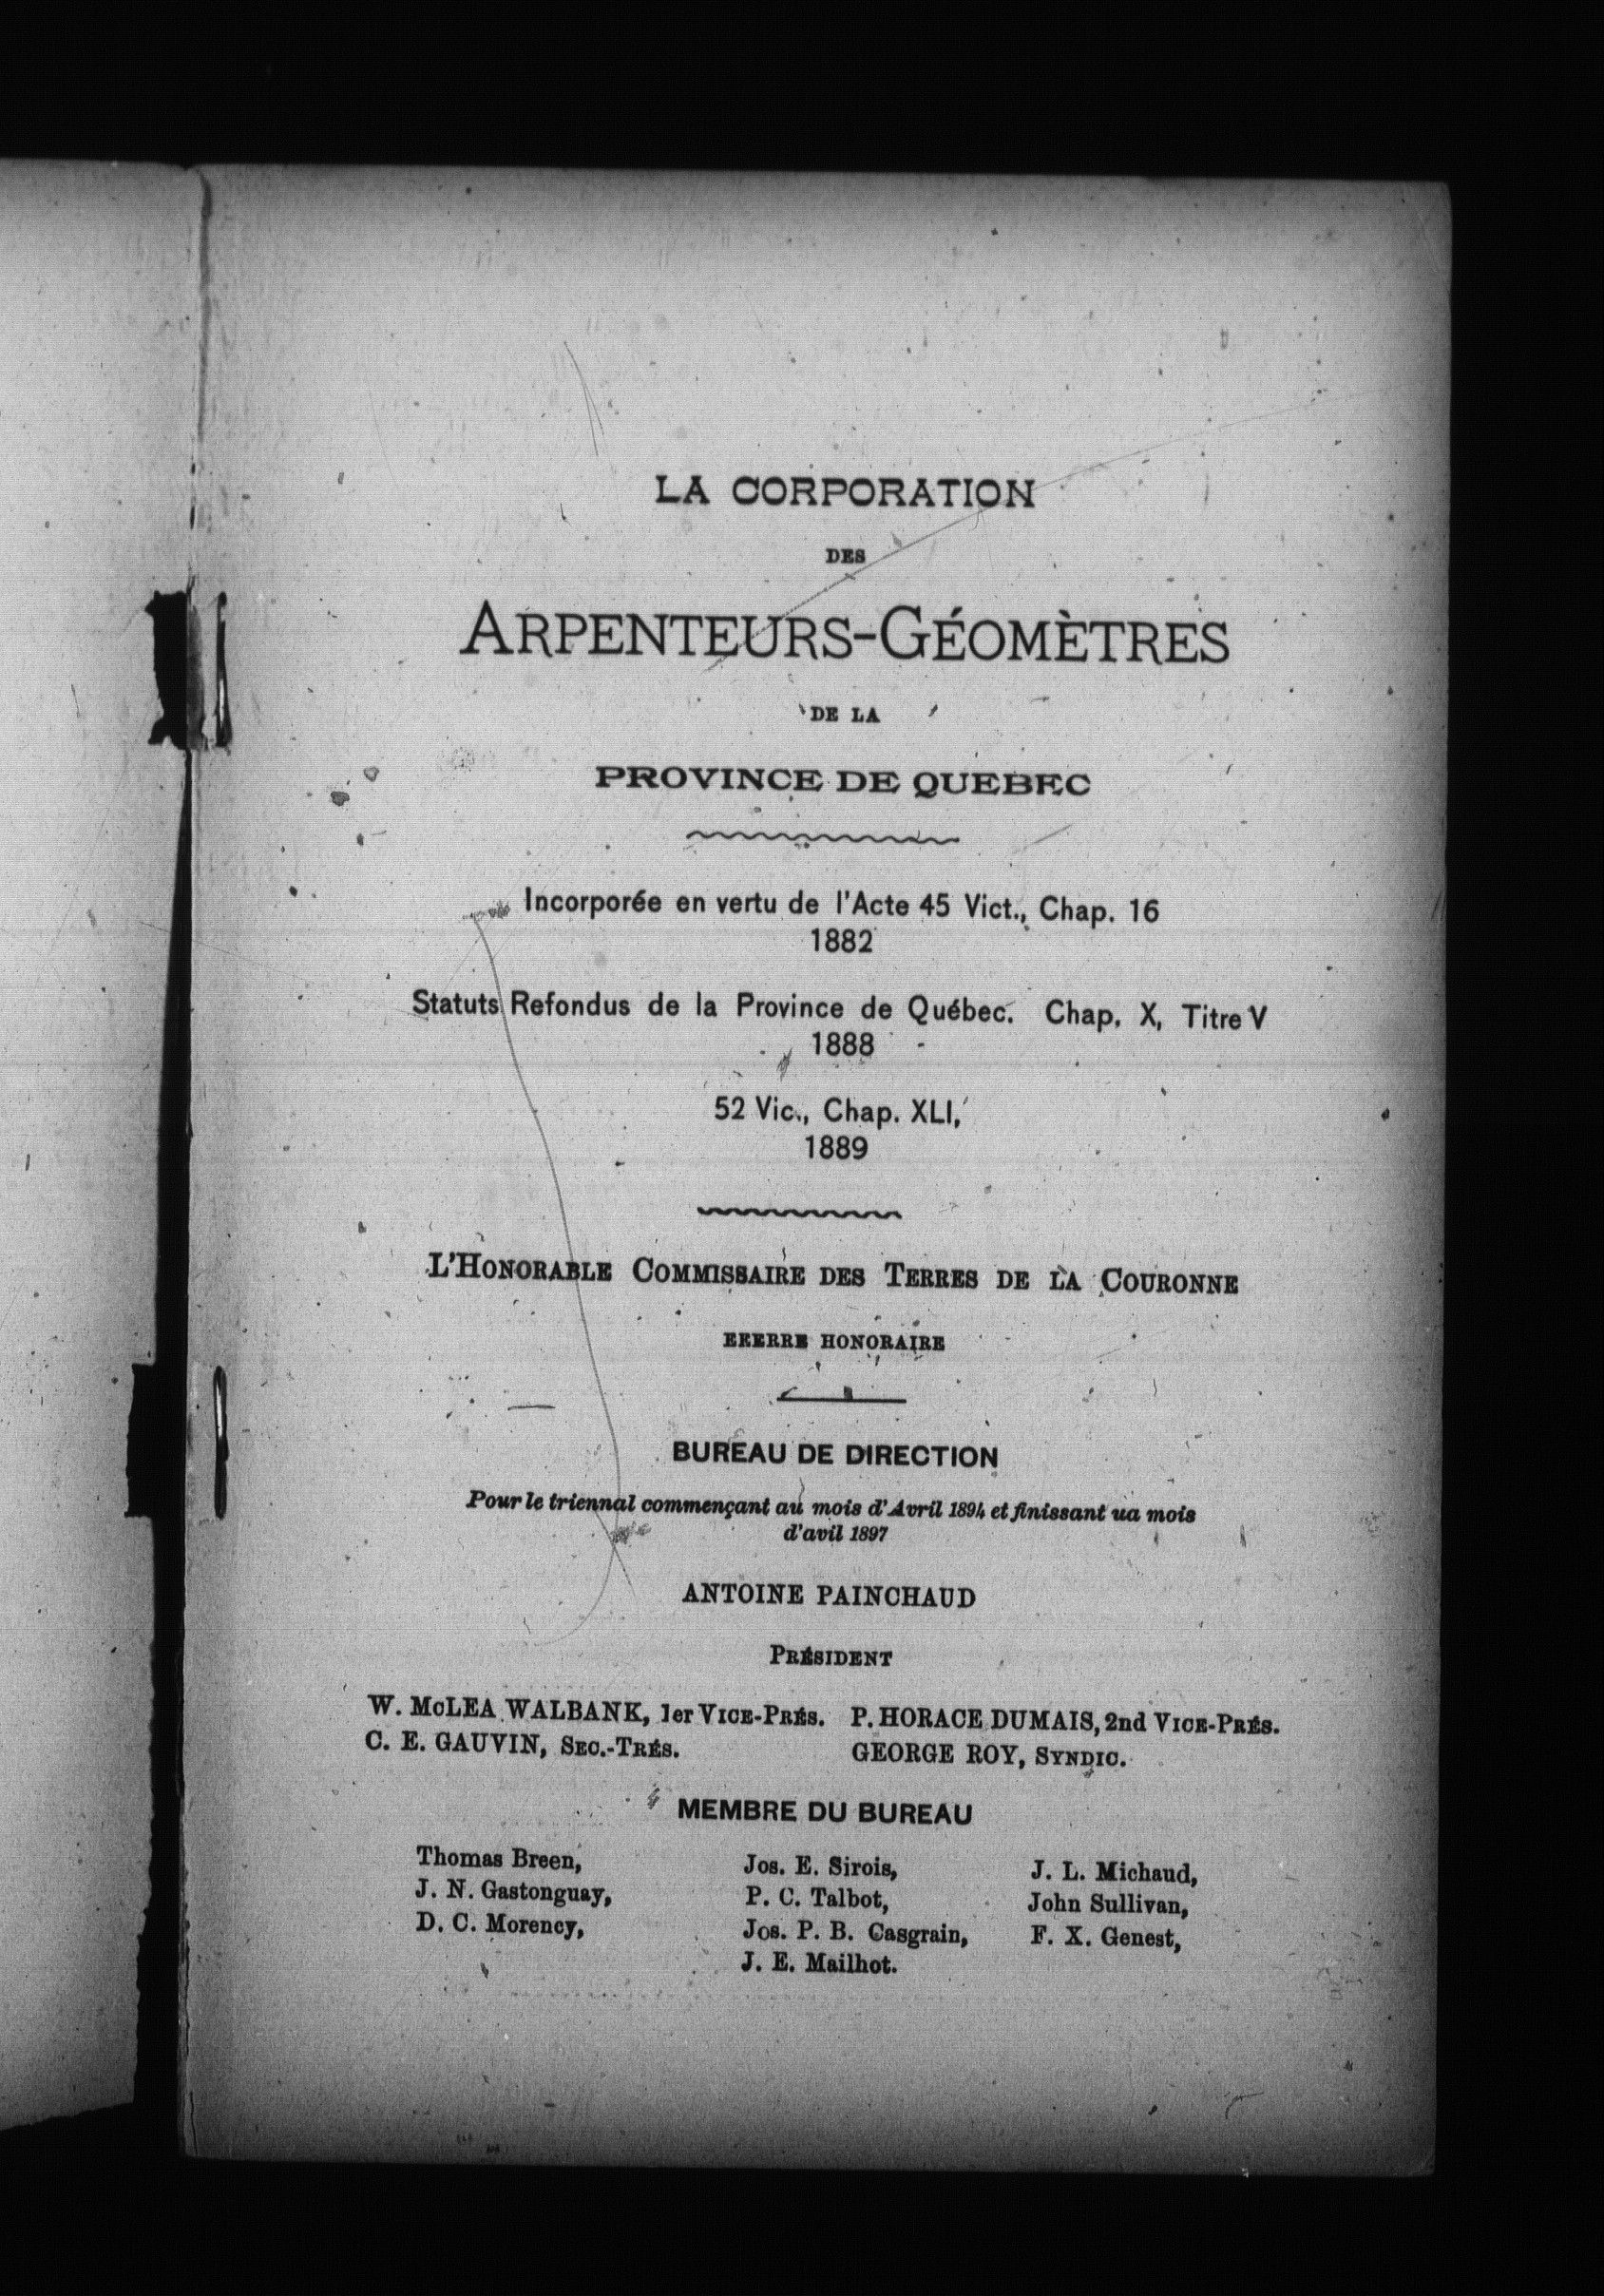 LA CORPORATION
DES
ARPENTEURS-GÉOMÈTRES
DE LA
PROVINCE DE QUEBEC
Incorporée en vertu de l'Acte 45 Vict., Chap. 16
1882
Statuts Refondus de la Province de Québec. Chap. X, Titre V
1888
52 Vic., Chap. XLI,
1889
L'HONORABLE COMMISSAIRE DES TERRES DE LA COURONNE
HONORAIRE
BUREAU DE DIRECTION
Pour le triennal commençant au mois d'Avril 1894 et finissant ua mois
d'avil 1897
ANTOINE PAINCHAUD
PRÉSIDENT
W. McLEA WALBANK, 1er VICE-PRÉS. P. HORACE DUMAIS, 2nd VICE-PRÉS.
C. E. GAUVIN, SEC.-TRÉS. GEORGE ROY, SYNDIC.
MEMBRE DU BUREAU
Thomas Breen, Jos. E. Sirois, J. L. Michaud,
J. N. Gastonguay, P. C. Talbot, John Sullivan,
D. C. Morency, Jos. P. B. Casgrain, F. X. Genest,
J. E. Mailhot.